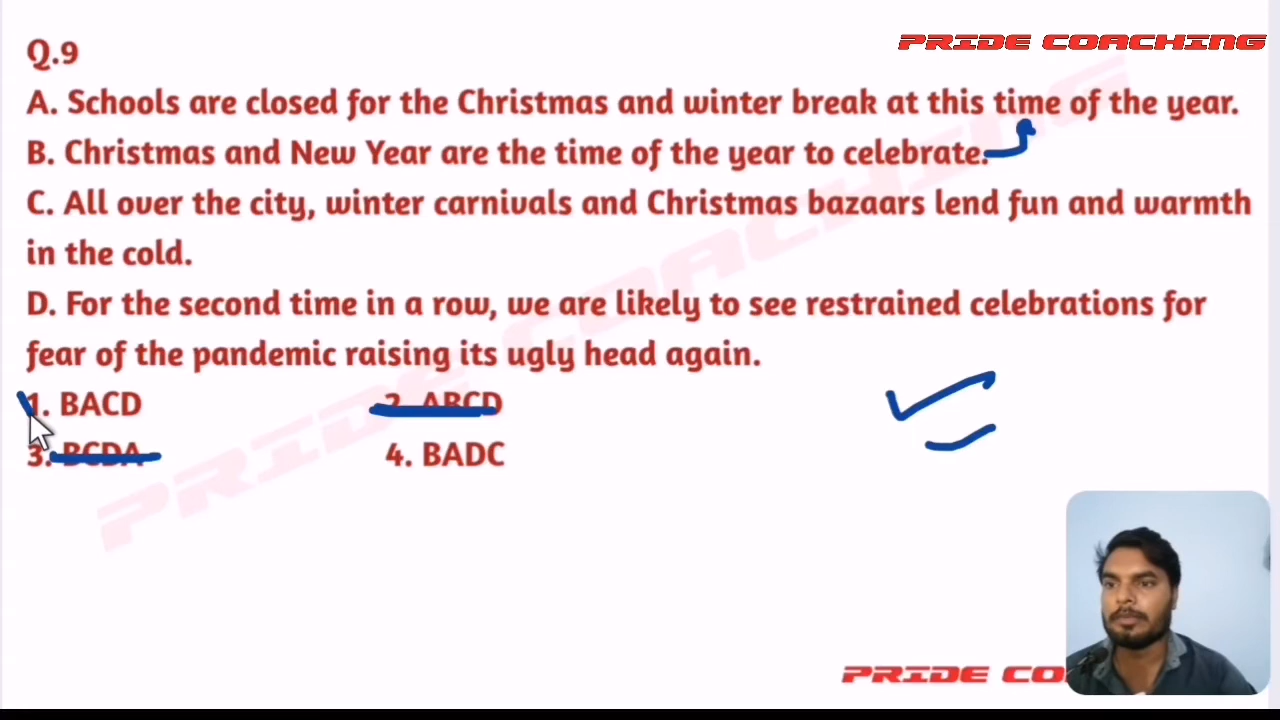 PRIDE COACHING
Q.9
A. Schools are closed for the Christmas and winter break at this time of the year.
B. Christmas and New Year are the time of the year to celebrate.
C. All over the city, winter carnivals and Christmas bazaars lend fun and warmth
in the cold.
D. For the second time in a row, we are likely to see restrained celebrations for
fear of the pandemic raising its ugly head again.
1. BACD 2. ABCD
3. BCDA 4. BADC
PRIDE COACHING
PRIDE CO